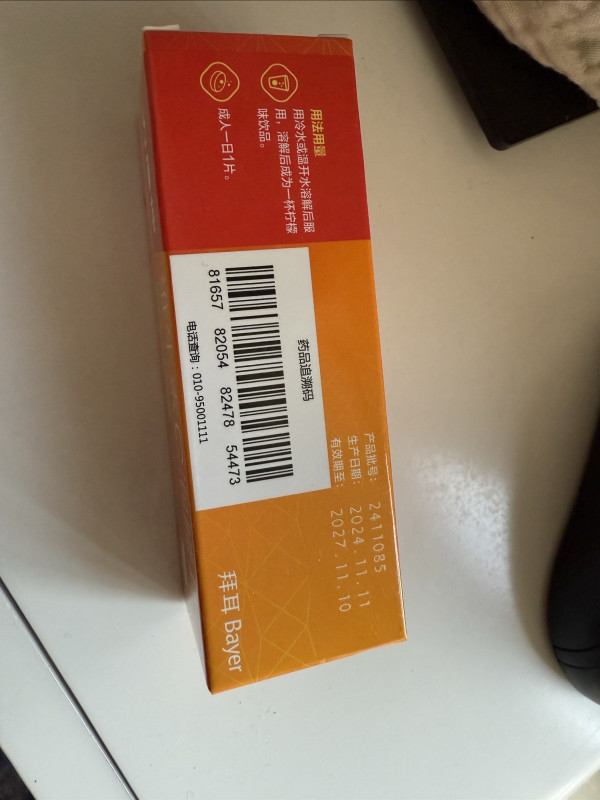 用法用量
用冷水或温开水溶解后服
用，溶解后成为一杯柠檬
味饮品。
成人一日1片。
药品追溯码
81657 82054 82478 54473
电话查询：010-95001111
产品批号： 2411085
生产日期： 2024.11.11
有效期至： 2027.11.10
拜耳 Bayer